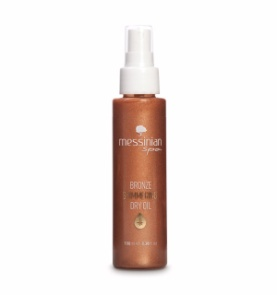 messinian
Spa
BRONZE
SHIMMERING
DRY OIL